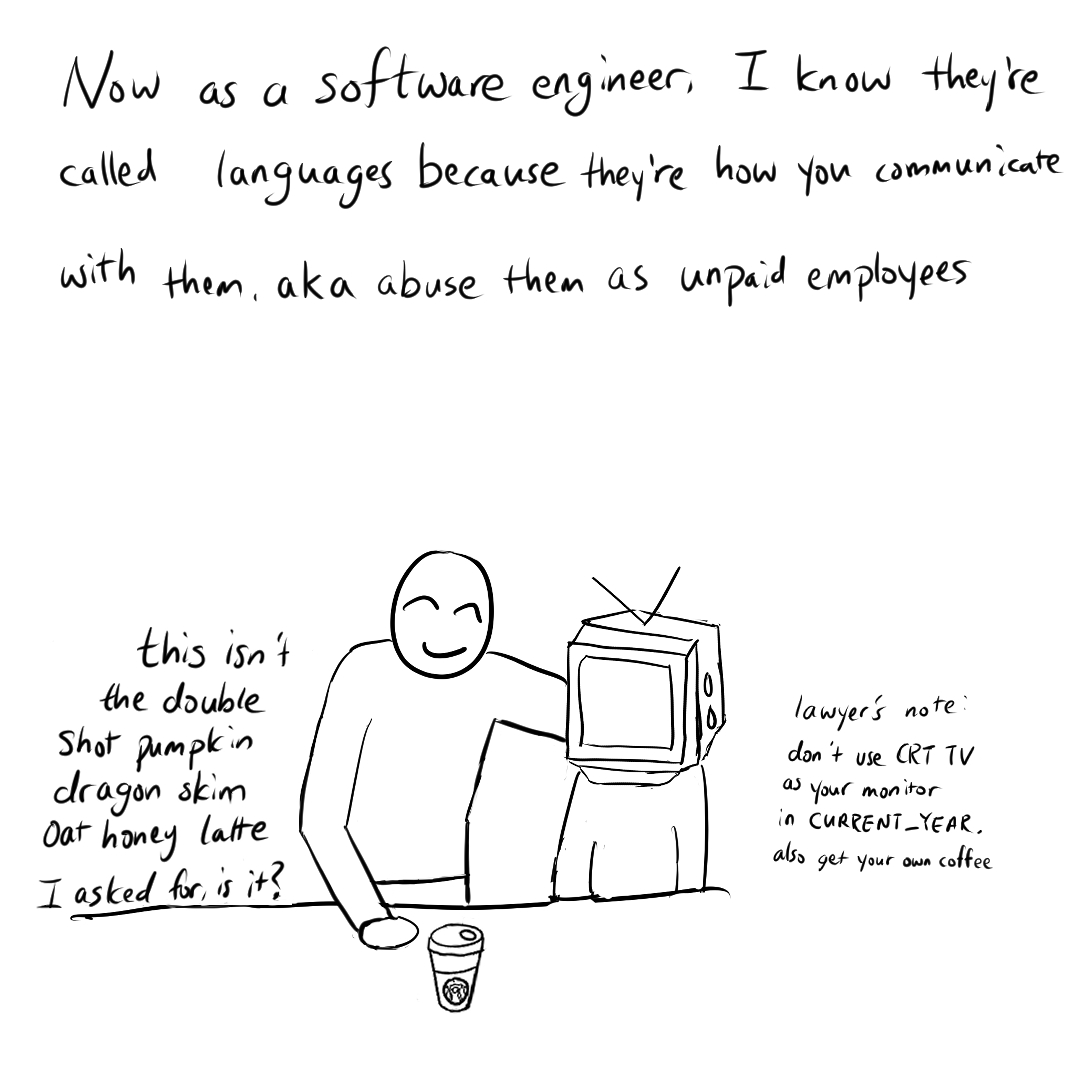 Now as a software engineer, I know they're
called languages because they're how you communicate
with them. aka abuse them as unpaid employees
this isn't
the double
shot pumpkin
dragon skim
oat honey latte
I asked for, is it?
lawyer's note:
don't use CRT TV
as your monitor
in CURRENT_YEAR.
also get your own coffee